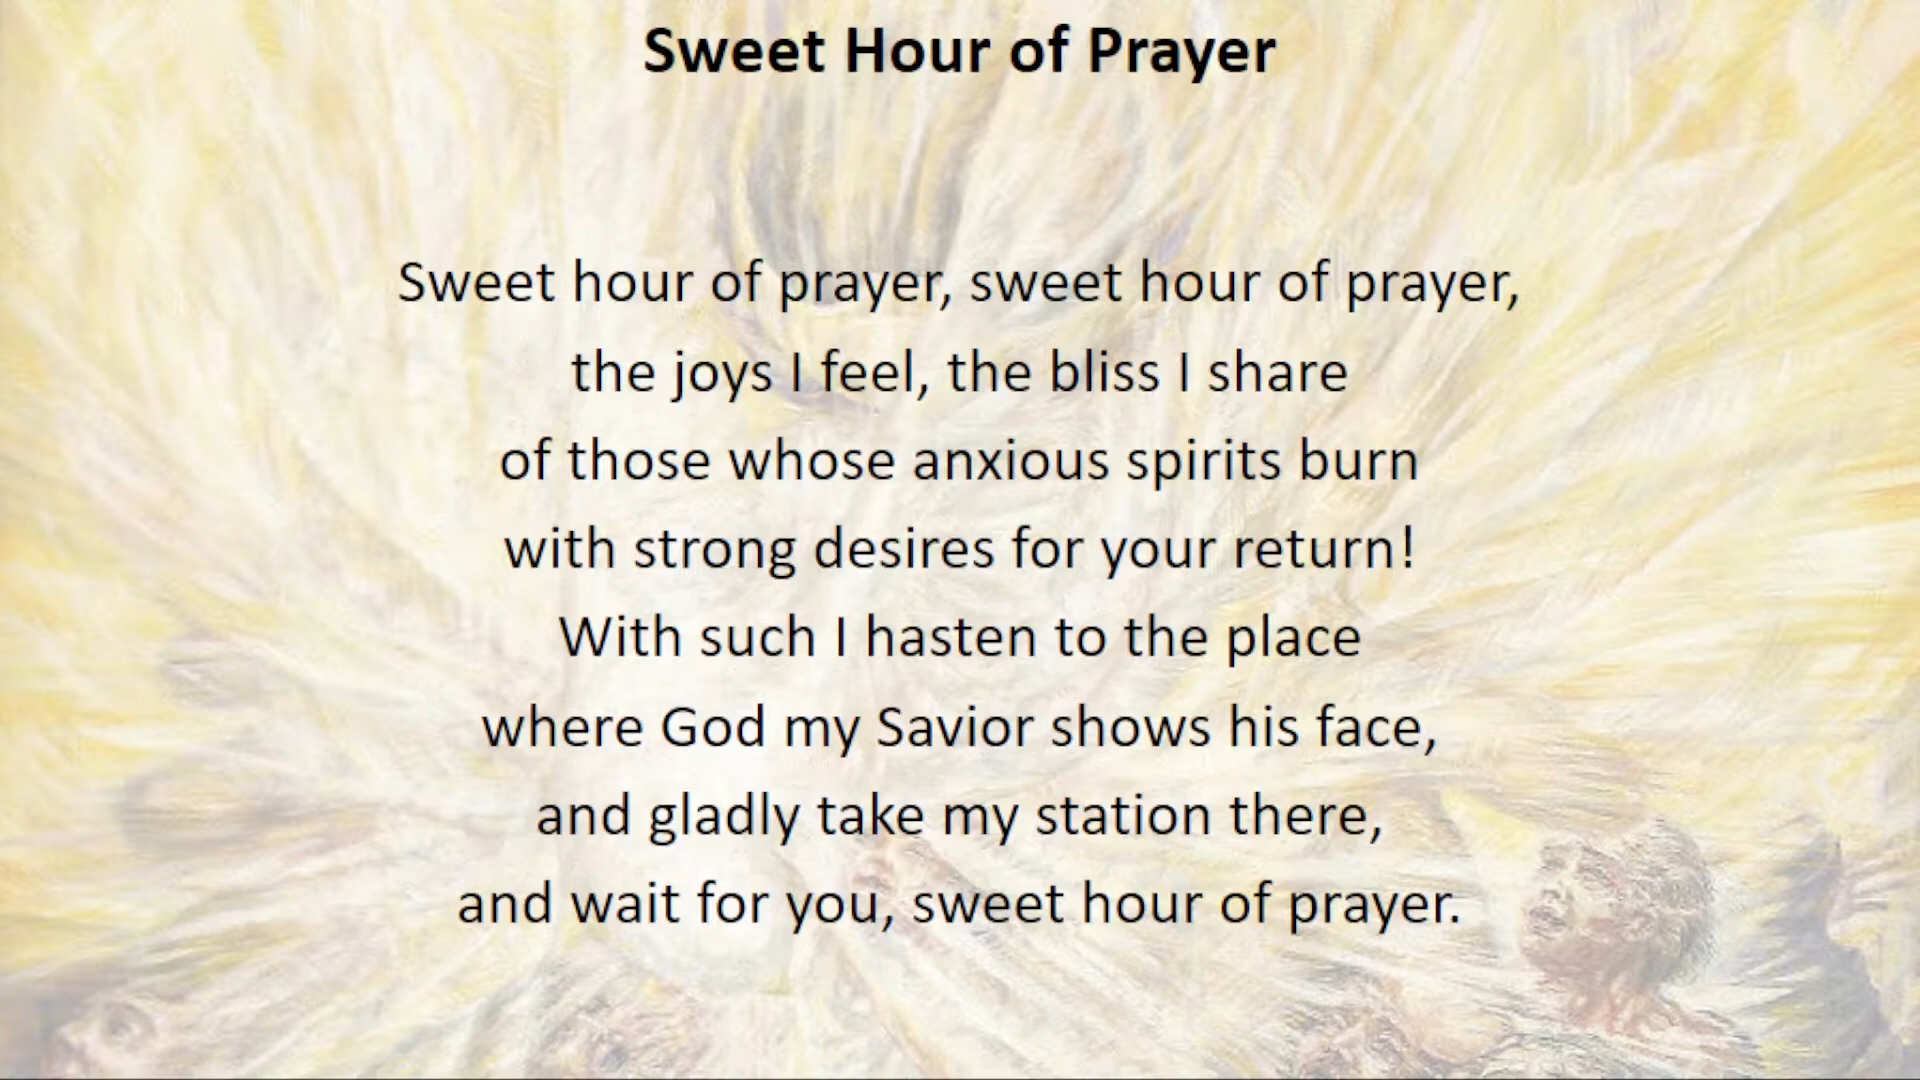 Sweet Hour of Prayer
Sweet hour of prayer, sweet hour of prayer,
the joys I feel, the bliss I share
of those whose anxious spirits burn
with strong desires for your return!
With such I hasten to the place
where God my Savior shows his face,
and gladly take my station there,
and wait for you, sweet hour of prayer.